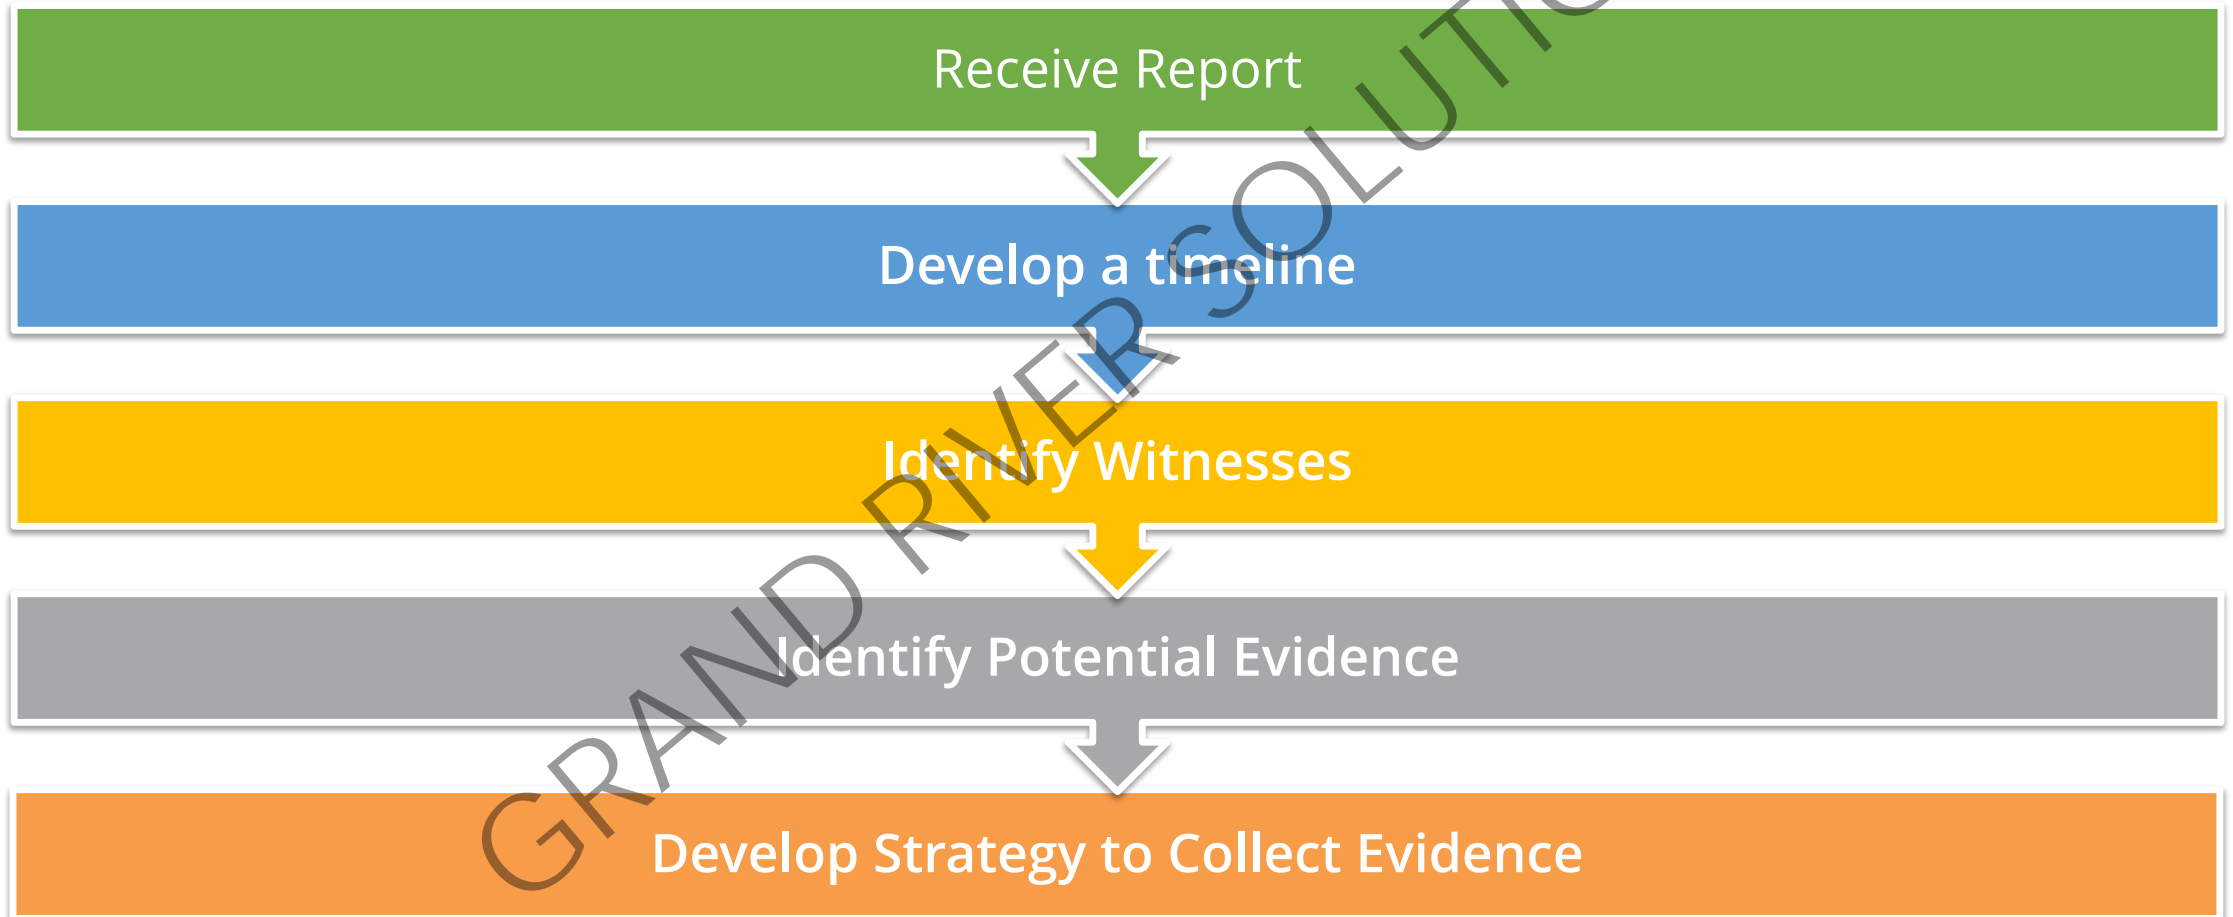 Receive Report
Develop a timeline
Identify Witnesses
Identify Potential Evidence
Develop Strategy to Collect Evidence
GRAND RIVER SOLUTIO